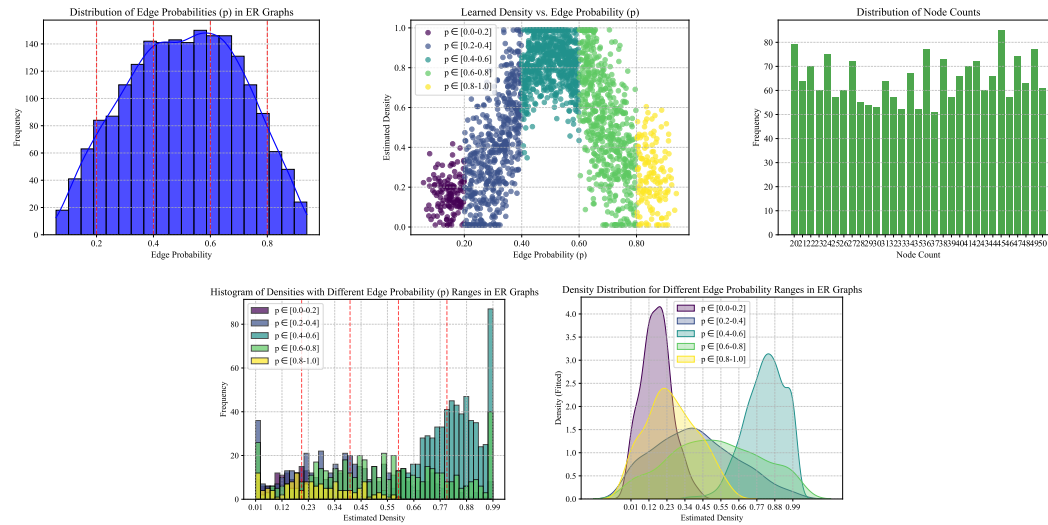 Distribution of Edge Probabilities (p) in ER Graphs
Frequency
140
120
100
80
60
40
20
0
0.2
0.4
0.6
0.8
Edge Probability
Learned Density vs. Edge Probability (p)
Estimated Density
1.0
0.8
0.6
0.4
0.2
0.0
p ∈ [0.0-0.2]
p ∈ [0.2-0.4]
p ∈ [0.4-0.6]
p ∈ [0.6-0.8]
p ∈ [0.8-1.0]
0.20
0.40
0.60
0.80
Edge Probability (p)
Distribution of Node Counts
Frequency
80
70
60
50
40
30
20
10
0
20212223242526272829303132333435363738394041424344454647484950
Node Count
Histogram of Densities with Different Edge Probability (p) Ranges in ER Graphs
Frequency
80
60
40
20
0
p ∈ [0.0-0.2]
p ∈ [0.2-0.4]
p ∈ [0.4-0.6]
p ∈ [0.6-0.8]
p ∈ [0.8-1.0]
0.01
0.12
0.23
0.34
0.45
0.55
0.66
0.77
0.88
0.99
Estimated Density
Density Distribution for Different Edge Probability Ranges in ER Graphs
Density (Fitted)
4.0
3.5
3.0
2.5
2.0
1.5
1.0
0.5
0.0
p ∈ [0.0-0.2]
p ∈ [0.2-0.4]
p ∈ [0.4-0.6]
p ∈ [0.6-0.8]
p ∈ [0.8-1.0]
0.01
0.12
0.23
0.34
0.45
0.55
0.66
0.77
0.88
0.99
Estimated Density